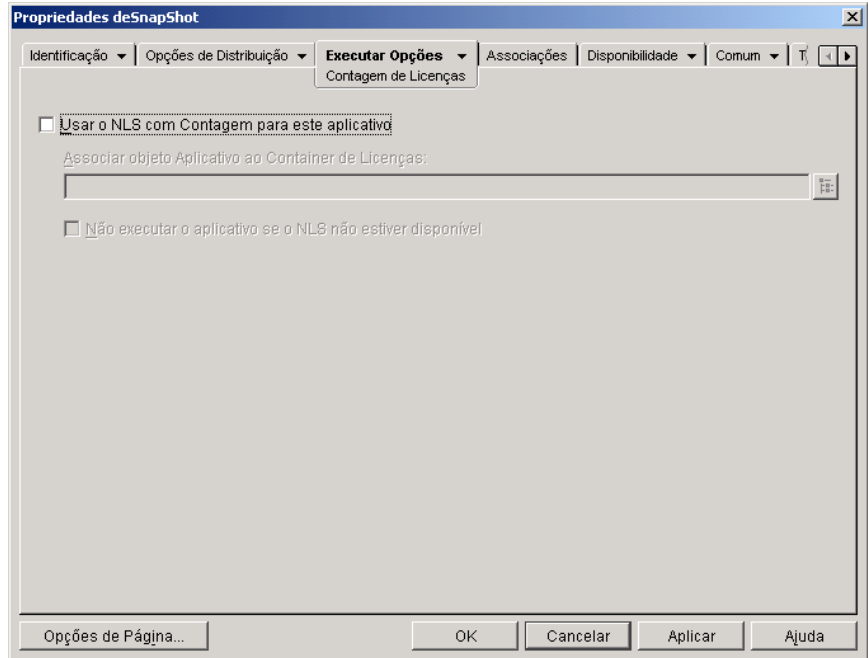 Propriedades deSnapShot
Identificação Opções de Distribuição Executar Opções Associações Disponibilidade Comum
Contagem de Licenças
Usar o NLS com Contagem para este aplicativo
Associar objeto Aplicativo ao Container de Licenças:
Não executar o aplicativo se o NLS não estiver disponível
Opções de Página... OK Cancelar Aplicar Ajuda